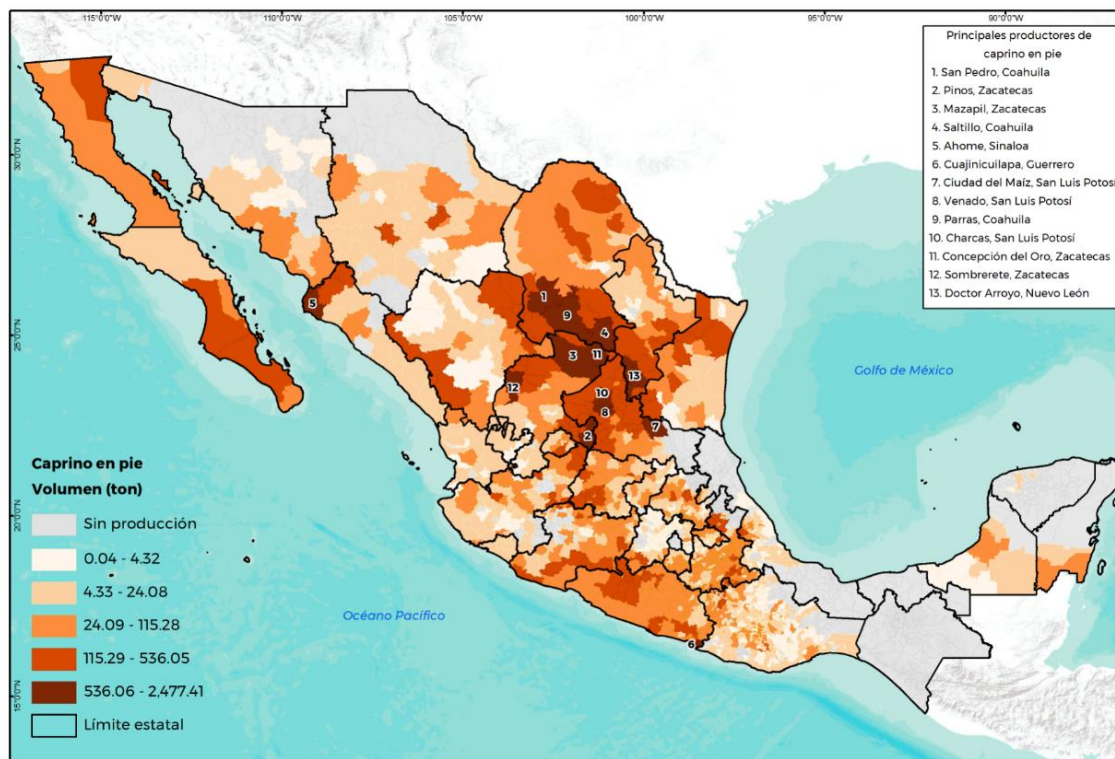 115°0'0"W
110°0'0"W
105°0'0"W
100°0'0"W
95°0'0"W
90°0'0"W
Principales productores de
caprino en pie
1. San Pedro, Coahuila
2. Pinos, Zacatecas
3. Mazapil, Zacatecas
4. Saltillo, Coahuila
5. Ahome, Sinaloa
6. Cuajinicuilapa, Guerrero
7. Ciudad del Maíz, San Luis Potosí
8. Venado, San Luis Potosí
9. Parras, Coahuila
10. Charcas, San Luis Potosí
11. Concepción del Oro, Zacatecas
12. Sombrerete, Zacatecas
13. Doctor Arroyo, Nuevo León
30°0'0"N
25°0'0"N
20°0'0"N
15°0'0"N
1
9
5
4
3
11
13
12
10
8
2
7
6
Golfo de México
Océano Pacífico
Caprino en pie
Volumen (ton)
Sin producción
0.04 - 4.32
4.33 - 24.08
24.09 - 115.28
115.29 - 536.05
536.06 - 2,477.41
Límite estatal